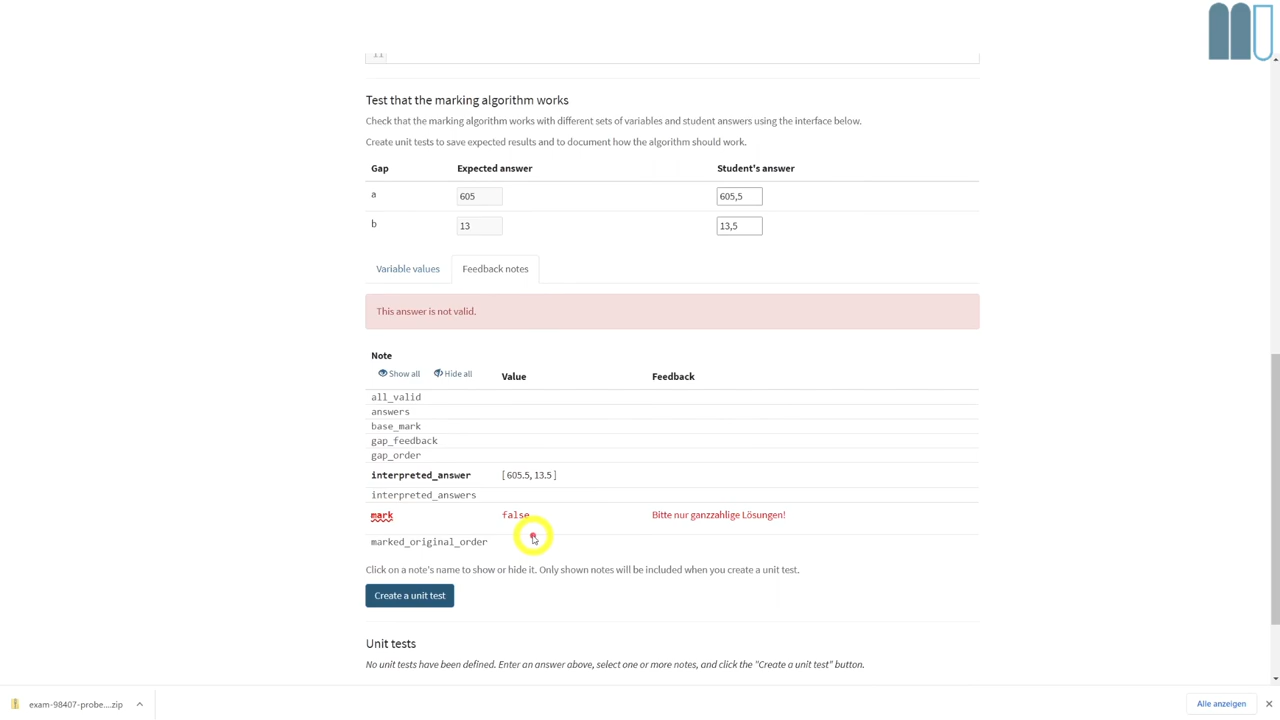 11
Test that the marking algorithm works
Check that the marking algorithm works with different sets of variables and student answers using the interface below.
Create unit tests to save expected results and to document how the algorithm should work.
Gap Expected answer Student's answer
a 605 605,5
b 13 13,5
Variable values Feedback notes
This answer is not valid.
Note
Show all Hide all Value Feedback
all_valid
answers
base_mark
gap_feedback
gap_order
interpreted_answer [ 605.5, 13.5 ]
interpreted_answers
mark false Bitte nur ganzzahlige Lösungen!
marked_original_order
Click on a note's name to show or hide it. Only shown notes will be included when you create a unit test.
Create a unit test
Unit tests
No unit tests have been defined. Enter an answer above, select one or more notes, and click the "Create a unit test" button.
exam-98407-probe....zip Alle anzeigen